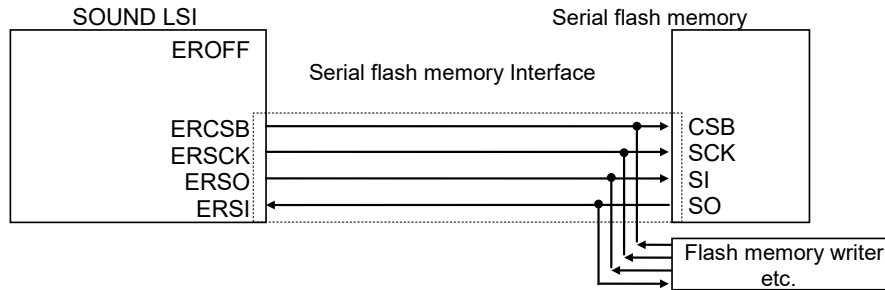 SOUND LSI
Serial flash memory
EROFF
Serial flash memory Interface
ERCSB
CSB
ERSCK
SCK
ERSO
SI
ERSI
SO
Flash memory writer
etc.